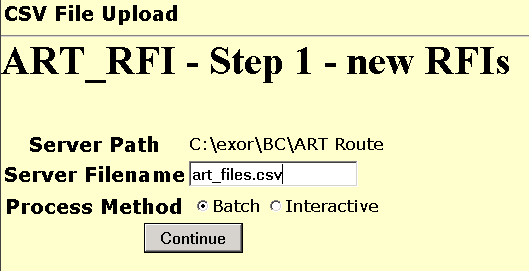 CSV File Upload
ART_RFI - Step 1 - new RFIs
Server Path C:\exor\BC\ART Route
Server Filename art_files.csv
Process Method Batch Interactive
Continue